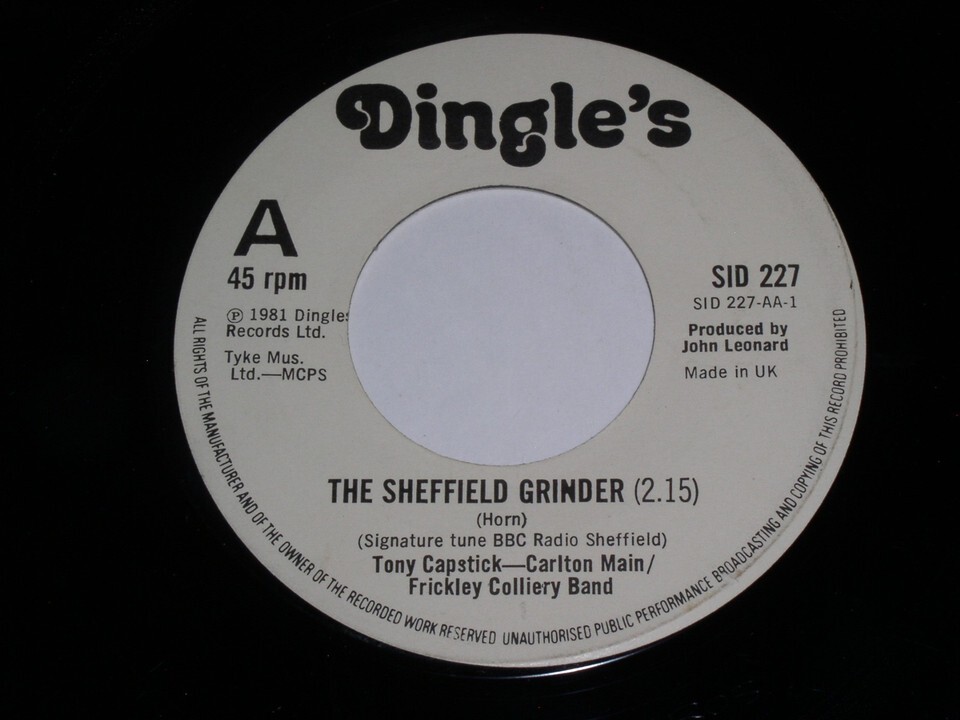 Dingle's
A
45 rpm
℗ 1981 Dingles
Records Ltd.
Tyke Mus.
Ltd.—MCPS
SID 227
SID 227-AA-1
Produced by
John Leonard
Made in UK
THE SHEFFIELD GRINDER (2.15)
(Horn)
(Signature tune BBC Radio Sheffield)
Tony Capstick—Carlton Main/
Frickley Colliery Band
ALL RIGHTS OF THE MANUFACTURER AND OF THE OWNER OF THE RECORDED WORK RESERVED UNAUTHORISED PUBLIC PERFORMANCE BROADCASTING AND COPYING OF THIS RECORD PROHIBITED